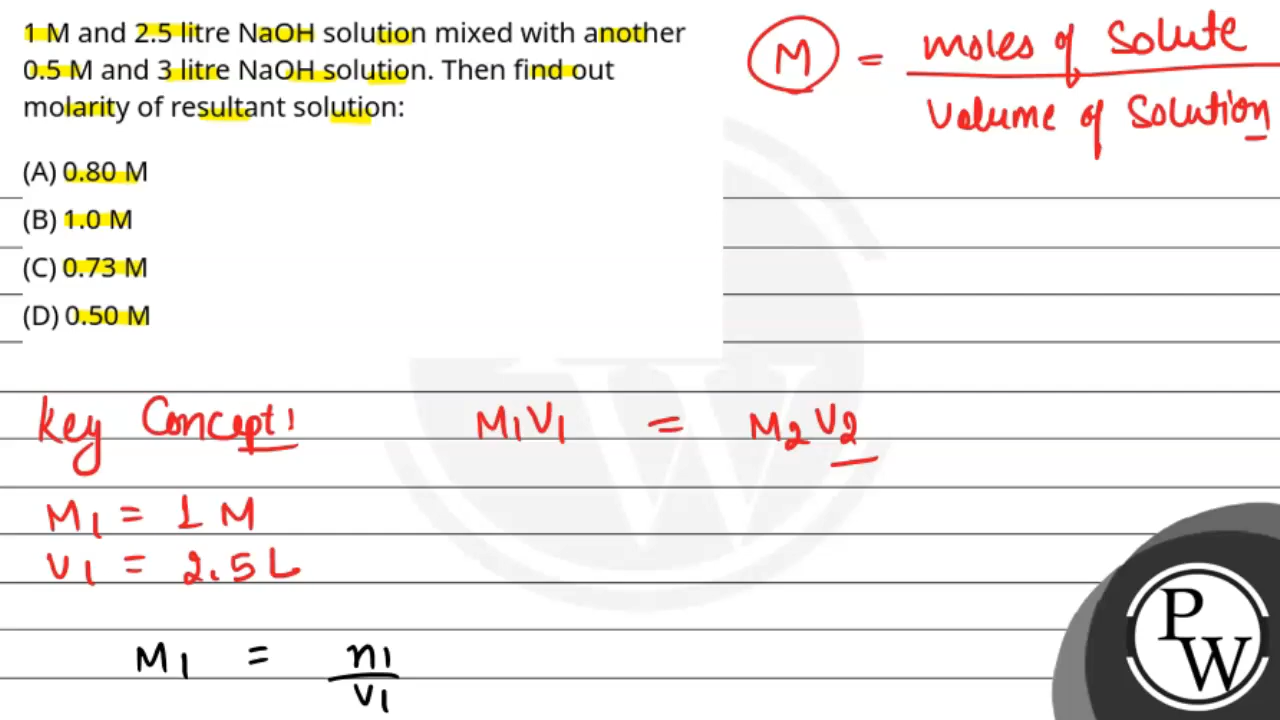 1 M and 2.5 litre NaOH solution mixed with another
0.5 M and 3 litre NaOH solution. Then find out
molarity of resultant solution:
(A) 0.80 M
(B) 1.0 M
(C) 0.73 M
(D) 0.50 M
M = moles of solute
volume of solution
Key Concept:
M1V1 = M2V2
M1 = 1 M
V1 = 2.5 L
M1 = n1
V1
P
W
W